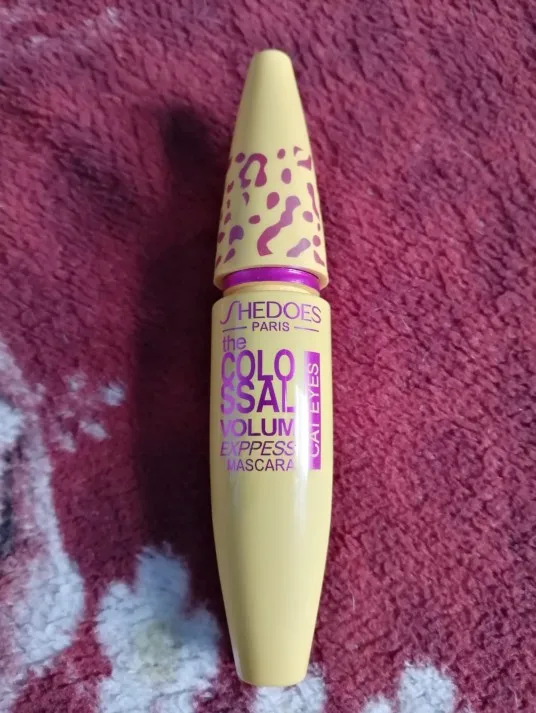 SHEDOES
PARIS
the
COLO
SSAL
VOLUM
EXPPESS
MASCARA
CAT EYES